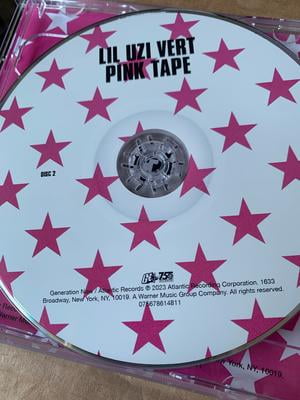 LIL UZI VERT
PINK TAPE
DISC 2
Generation Now / Atlantic Records ℗ © 2023 Atlantic Recording Corporation. 1633
Broadway, New York, NY, 10019. A Warner Music Group Company. All rights reserved.
075678614811
York, NY, 10019.